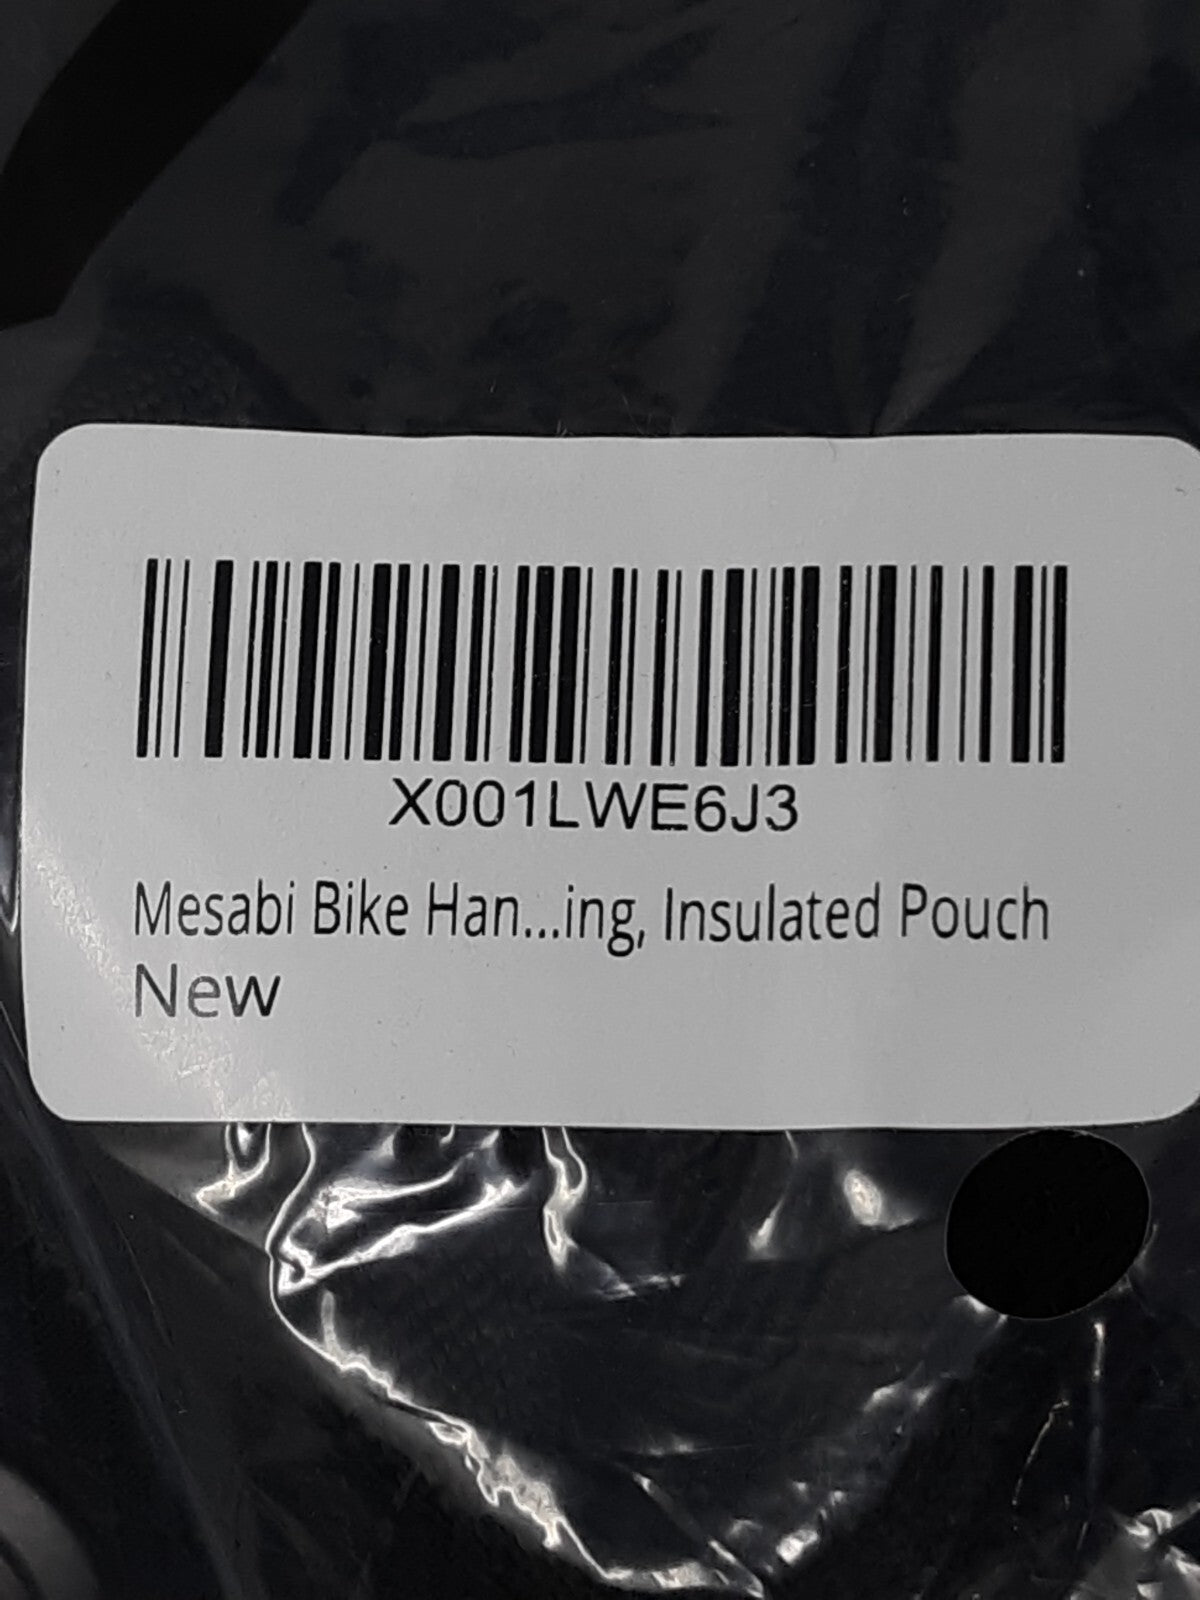 X001LWE6J3
Mesabi Bike Han...ing, Insulated Pouch
New